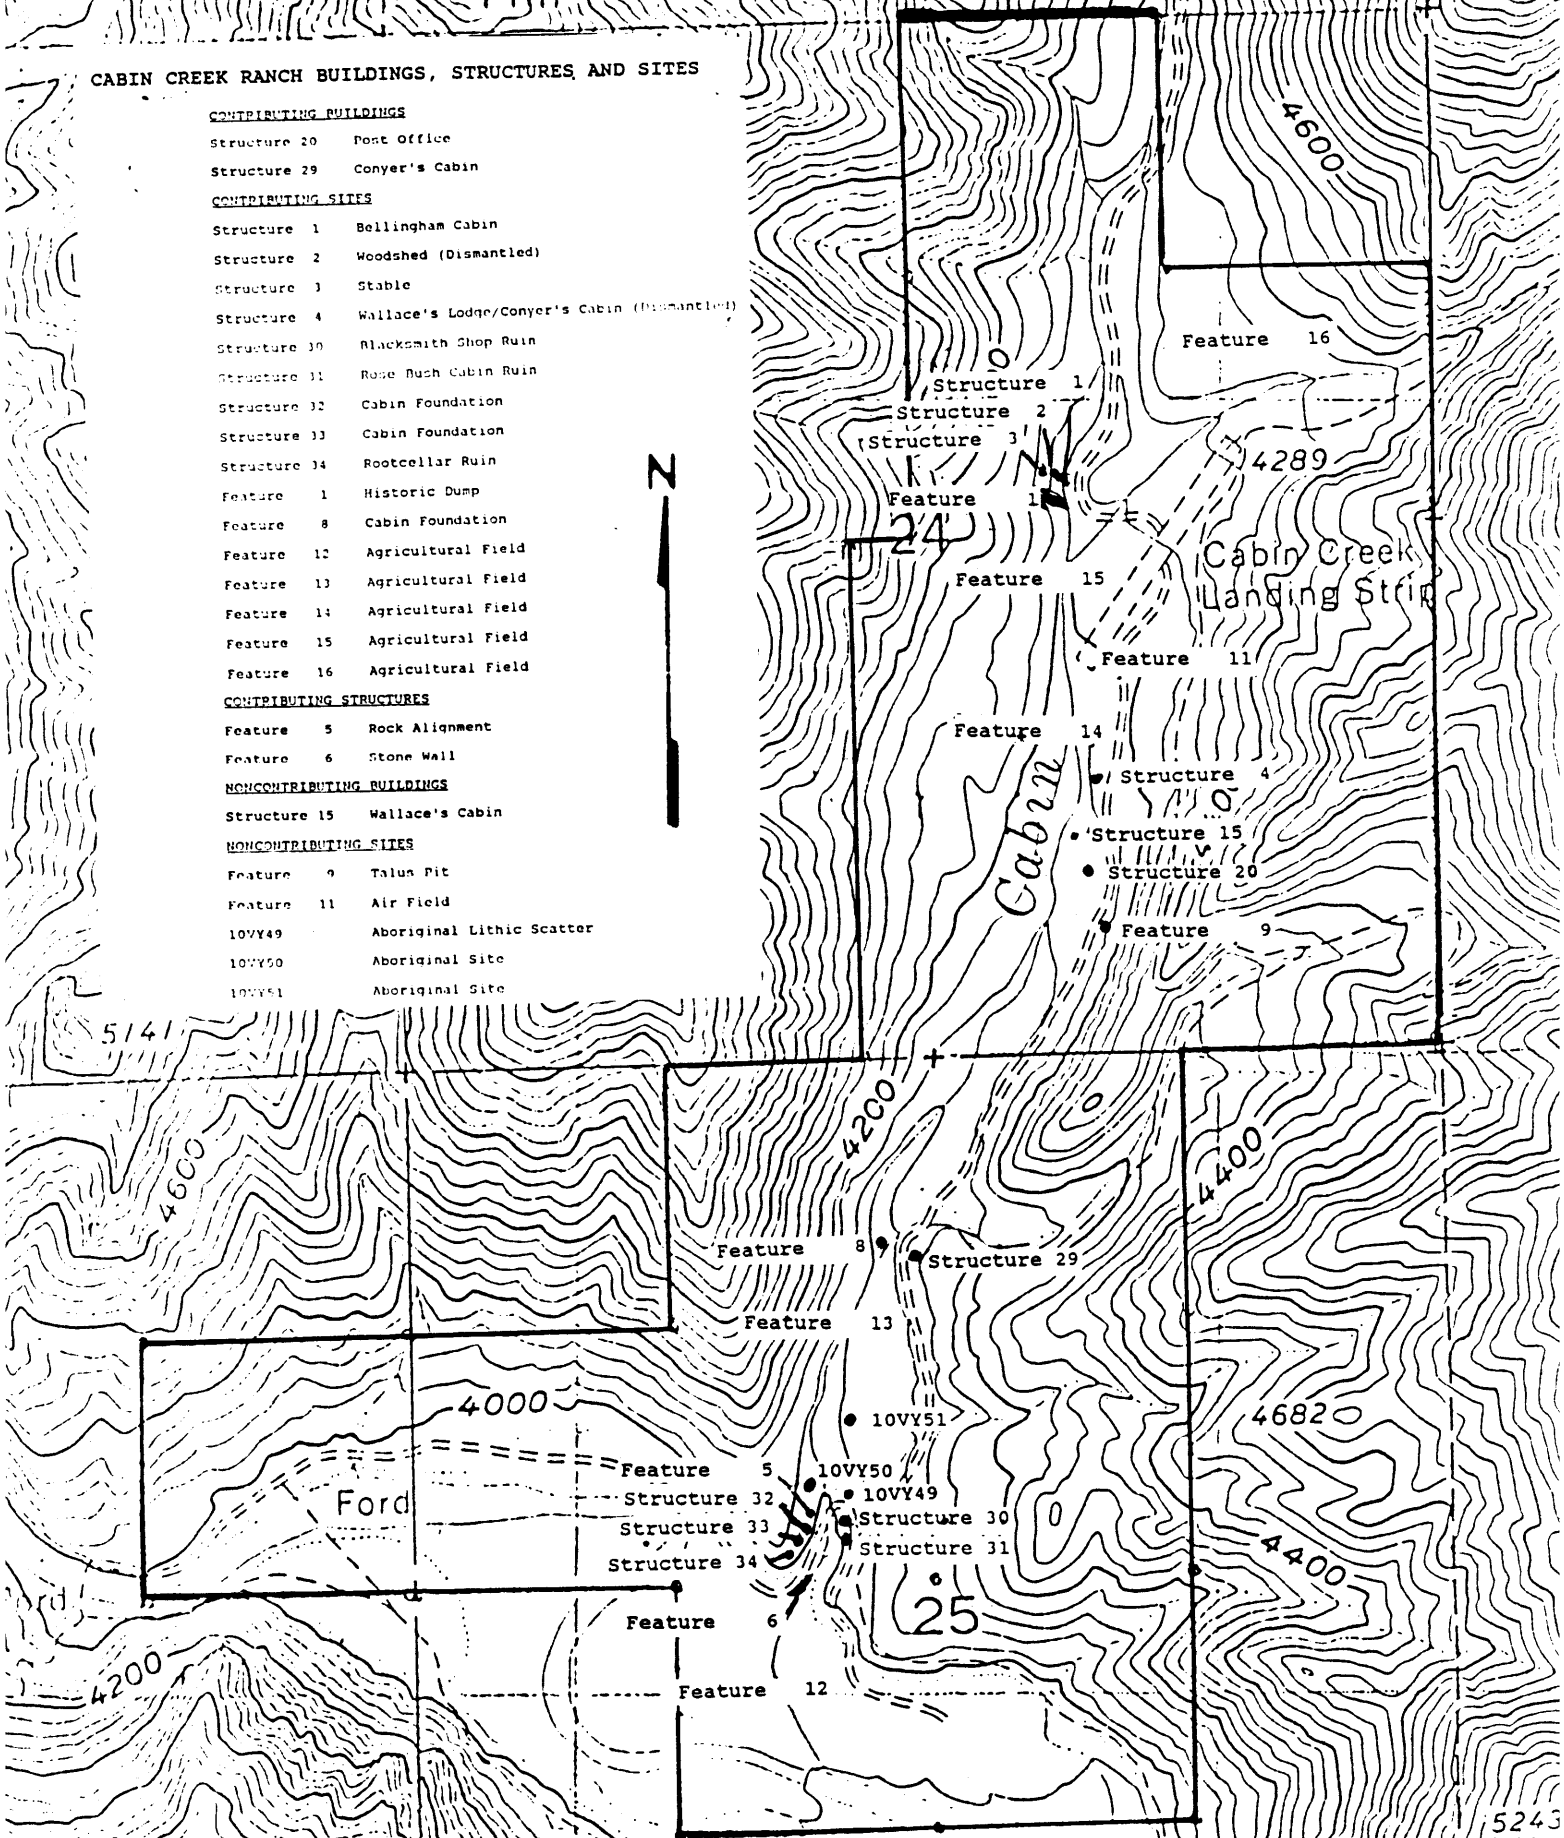 CABIN CREEK RANCH BUILDINGS, STRUCTURES AND SITES
CONTRIBUTING BUILDINGS
Structure 20 Post Office
Structure 29 Conyer's Cabin
CONTRIBUTING SITES
Structure 1 Bellingham Cabin
Structure 2 Woodshed (Dismantled)
Structure 3 Stable
Structure 4 Wallace's Lodge/Conyer's Cabin (Dismantled)
Structure 30 Blacksmith Shop Ruin
Structure 31 Rose Bush Cabin Ruin
Structure 32 Cabin Foundation
Structure 33 Cabin Foundation
Structure 34 Rootcellar Ruin
Feature 1 Historic Dump
Feature 8 Cabin Foundation
Feature 12 Agricultural Field
Feature 13 Agricultural Field
Feature 14 Agricultural Field
Feature 15 Agricultural Field
Feature 16 Agricultural Field
CONTRIBUTING STRUCTURES
Feature 5 Rock Alignment
Feature 6 Stone Wall
NONCONTRIBUTING BUILDINGS
Structure 15 Wallace's Cabin
NONCONTRIBUTING SITES
Feature 9 Talus Pit
Feature 11 Air Field
10VY49 Aboriginal Lithic Scatter
10VY50 Aboriginal Site
10VY51 Aboriginal Site
N
4600
Feature 16
Structure 1
Structure 2
Structure 3
4289
Feature 1
24
Cabin Creek
Landing Strip
Feature 15
Feature 11
Feature 14
Structure 4
Cabin
Structure 15
Structure 20
Feature 9
5141
4200
4600
4400
Feature 8
Structure 29
Feature 13
4000
10VY51
4682
Feature 5
10VY50
Structure 32
10VY49
Ford
Structure 33
Structure 30
Structure 34
Structure 31
4400
25
Feature 6
4200
Feature 12
5243